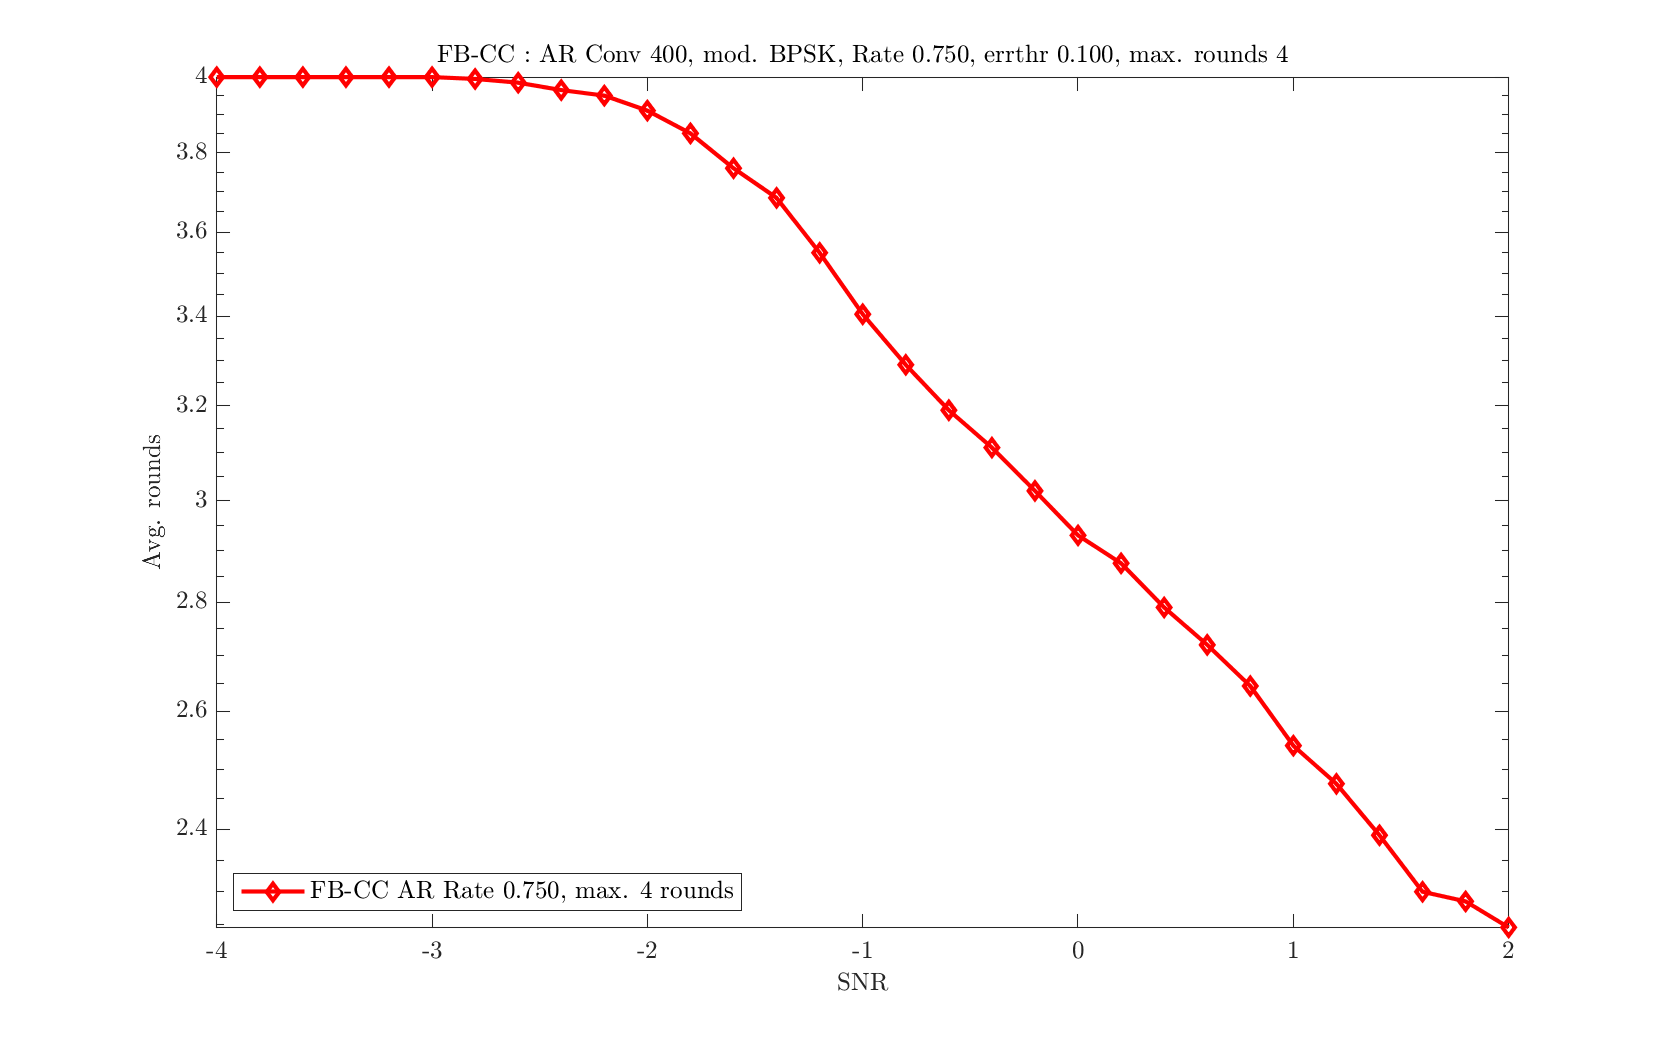 FB-CC : AR Conv 400, mod. BPSK, Rate 0.750, errthr 0.100, max. rounds 4
4
3.8
3.6
3.4
3.2
3
2.8
2.6
2.4
Avg. rounds
FB-CC AR Rate 0.750, max. 4 rounds
-4 -3 -2 -1 0 1 2
SNR